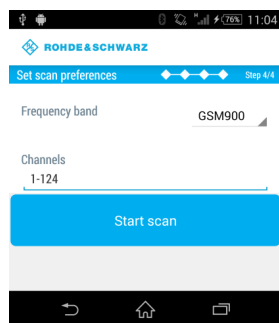 76% 11:04
ROHDE&SCHWARZ
Set scan preferences Step 4/4
Frequency band
GSM900
Channels
1-124
Start scan